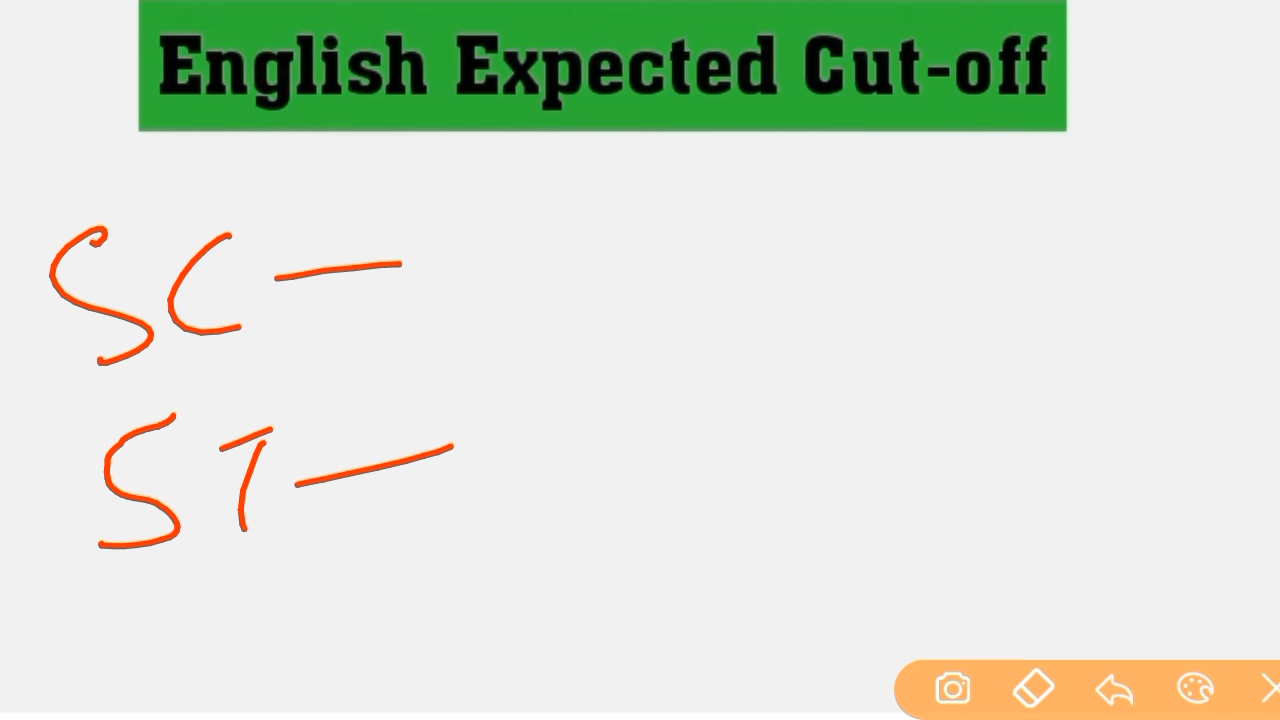 English Expected Cut-off
SC —
ST —